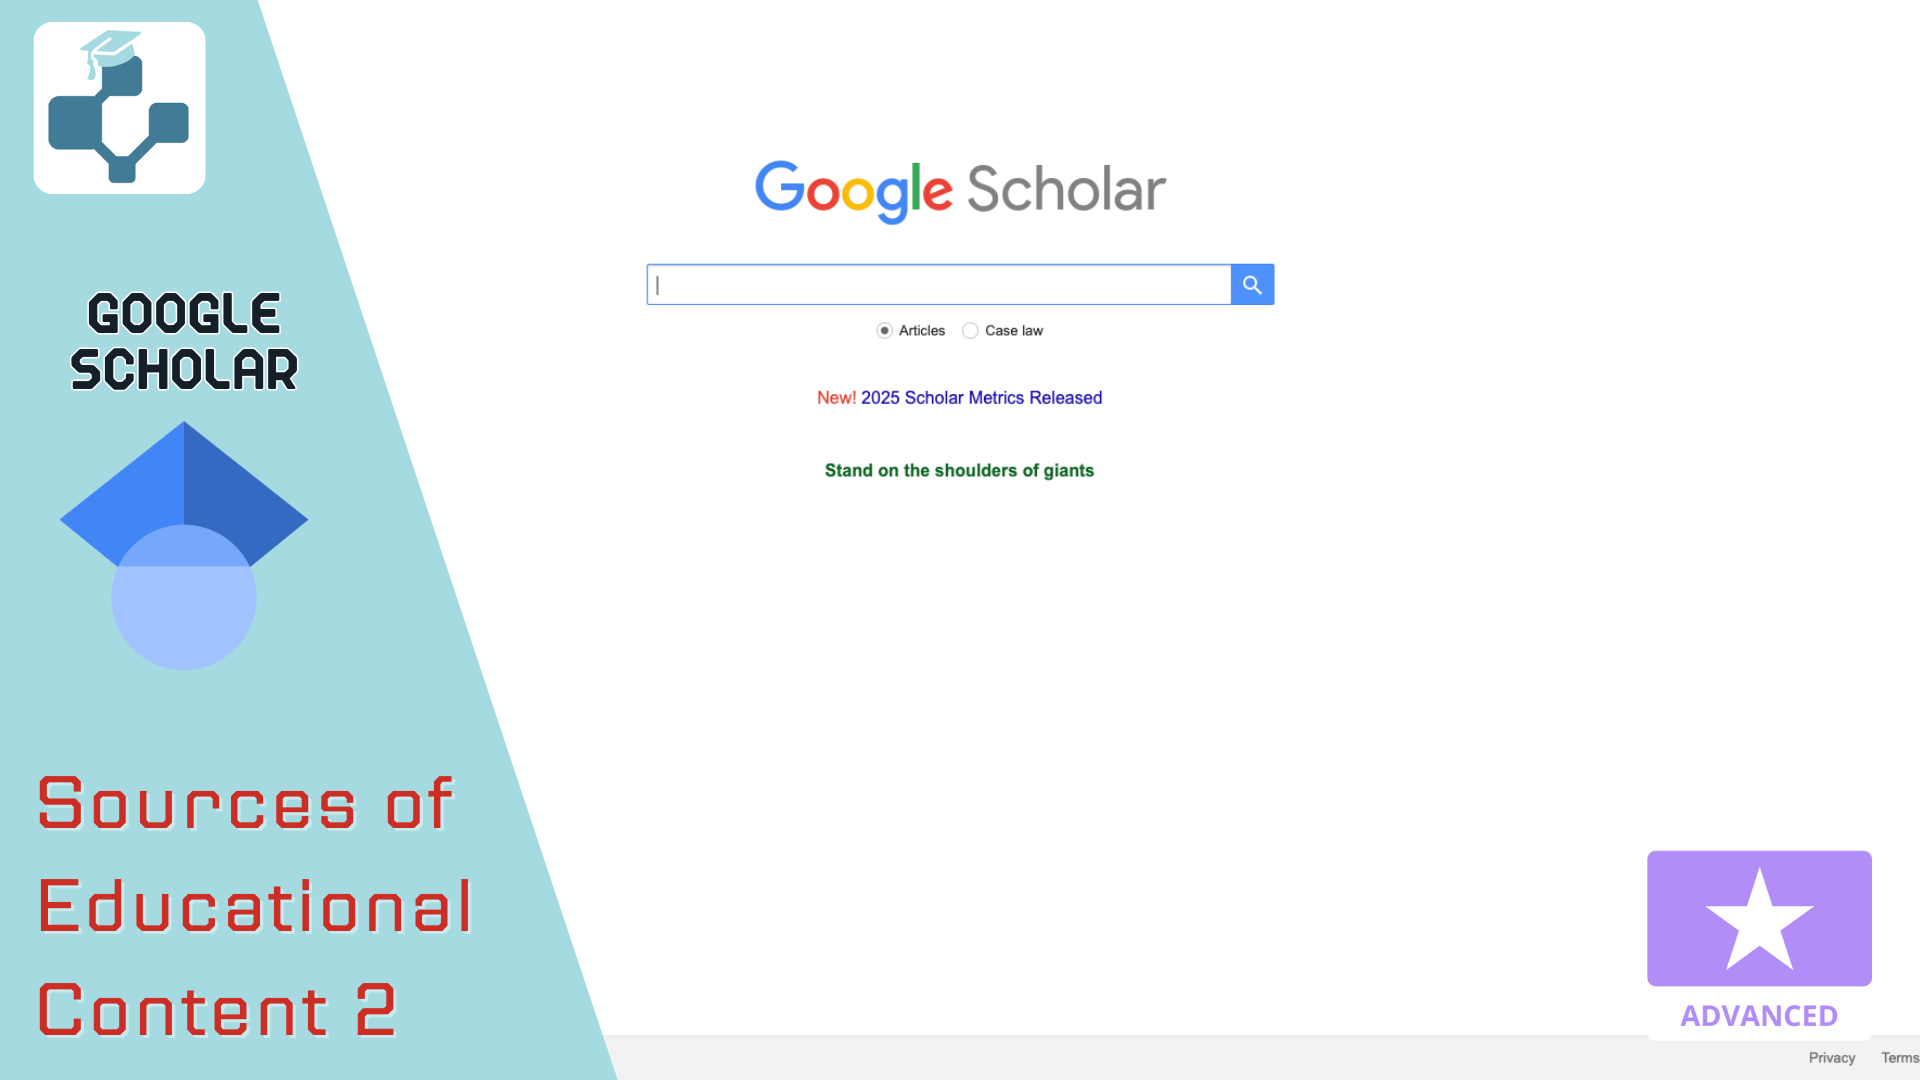 GOOGLE
SCHOLAR
Sources of
Educational
Content 2
Google Scholar
Articles
Case law
New! 2025 Scholar Metrics Released
Stand on the shoulders of giants
ADVANCED
Privacy
Terms